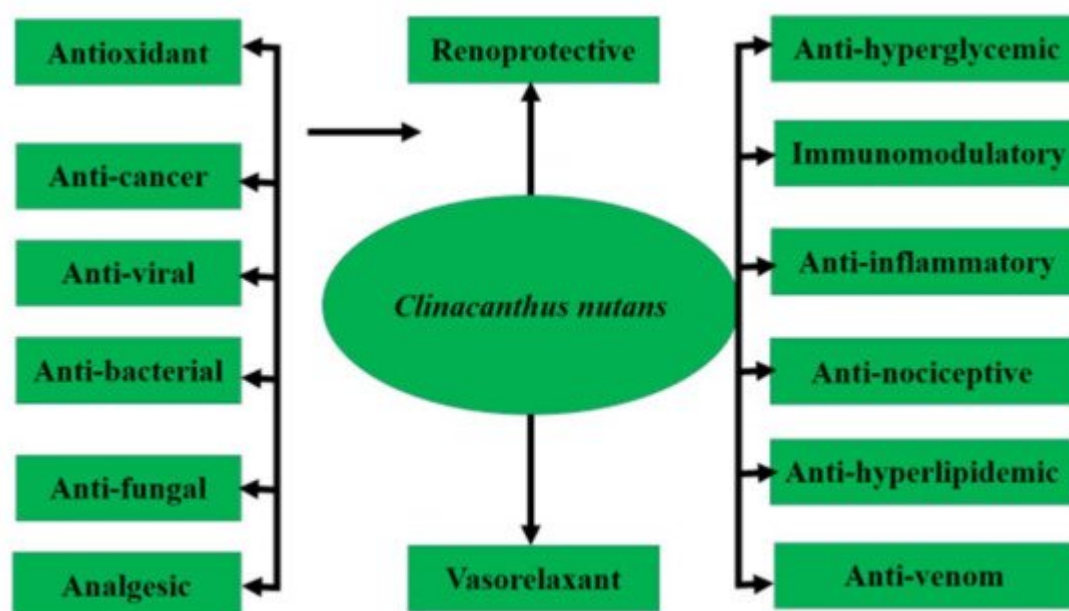 Antioxidant
Anti-cancer
Anti-viral
Anti-bacterial
Anti-fungal
Analgesic
Renoprotective
Clinacanthus nutans
Vasorelaxant
Anti-hyperglycemic
Immunomodulatory
Anti-inflammatory
Anti-nociceptive
Anti-hyperlipidemic
Anti-venom